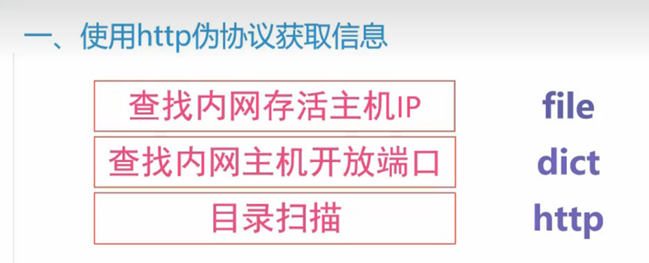 一、使用http伪协议获取信息
查找内网存活主机IP file
查找内网主机开放端口 dict
目录扫描 http